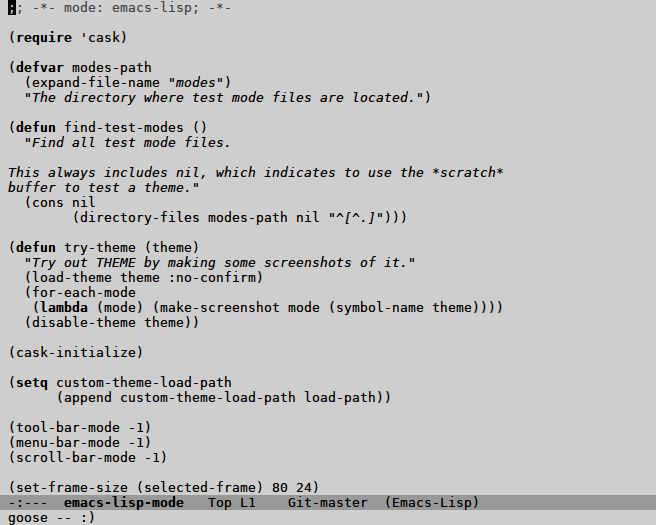 ;; -*- mode: emacs-lisp; -*-

(require 'cask)

(defvar modes-path
  (expand-file-name "modes")
  "The directory where test mode files are located.")

(defun find-test-modes ()
  "Find all test mode files.

This always includes nil, which indicates to use the *scratch*
buffer to test a theme."
  (cons nil
        (directory-files modes-path nil "^[^.]")))

(defun try-theme (theme)
  "Try out THEME by making some screenshots of it."
  (load-theme theme :no-confirm)
  (for-each-mode
   (lambda (mode) (make-screenshot mode (symbol-name theme))))
  (disable-theme theme))

(cask-initialize)

(setq custom-theme-load-path
      (append custom-theme-load-path load-path))

(tool-bar-mode -1)
(menu-bar-mode -1)
(scroll-bar-mode -1)

(set-frame-size (selected-frame) 80 24)
-:---  emacs-lisp-mode   Top L1    Git-master  (Emacs-Lisp)
goose -- :)